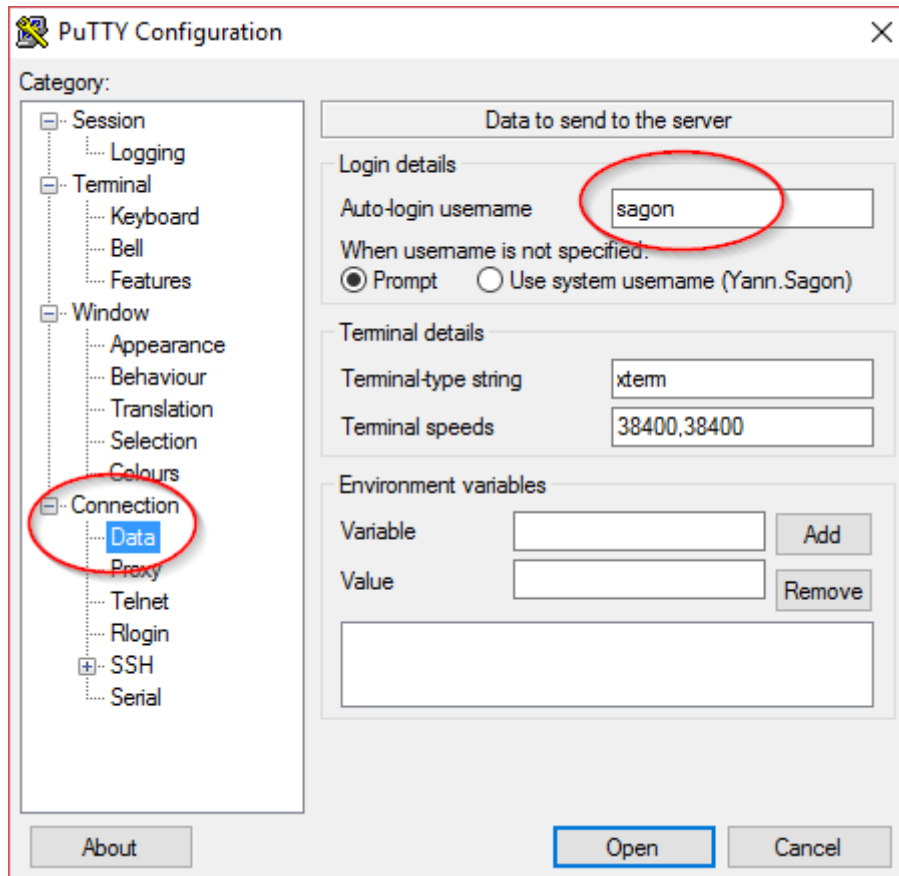 PuTTY Configuration
Category:
Session
Logging
Terminal
Keyboard
Bell
Features
Window
Appearance
Behaviour
Translation
Selection
Colours
Connection
Data
Proxy
Telnet
Rlogin
SSH
Serial
Data to send to the server
Login details
Auto-login username sagon
When username is not specified:
Prompt Use system username (Yann.Sagon)
Terminal details
Terminal-type string xterm
Terminal speeds 38400,38400
Environment variables
Variable Add
Value Remove
About Open Cancel